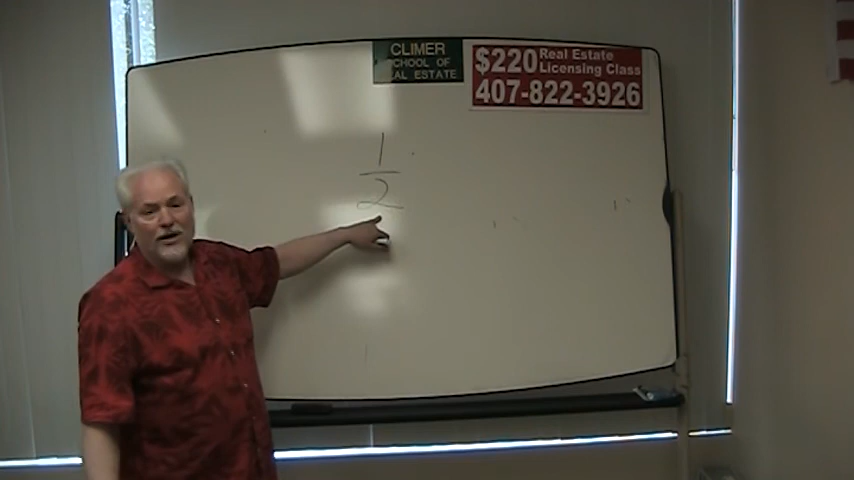 CLIMER
SCHOOL OF
REAL ESTATE
$220 Real Estate
Licensing Class
407-822-3926
1
2